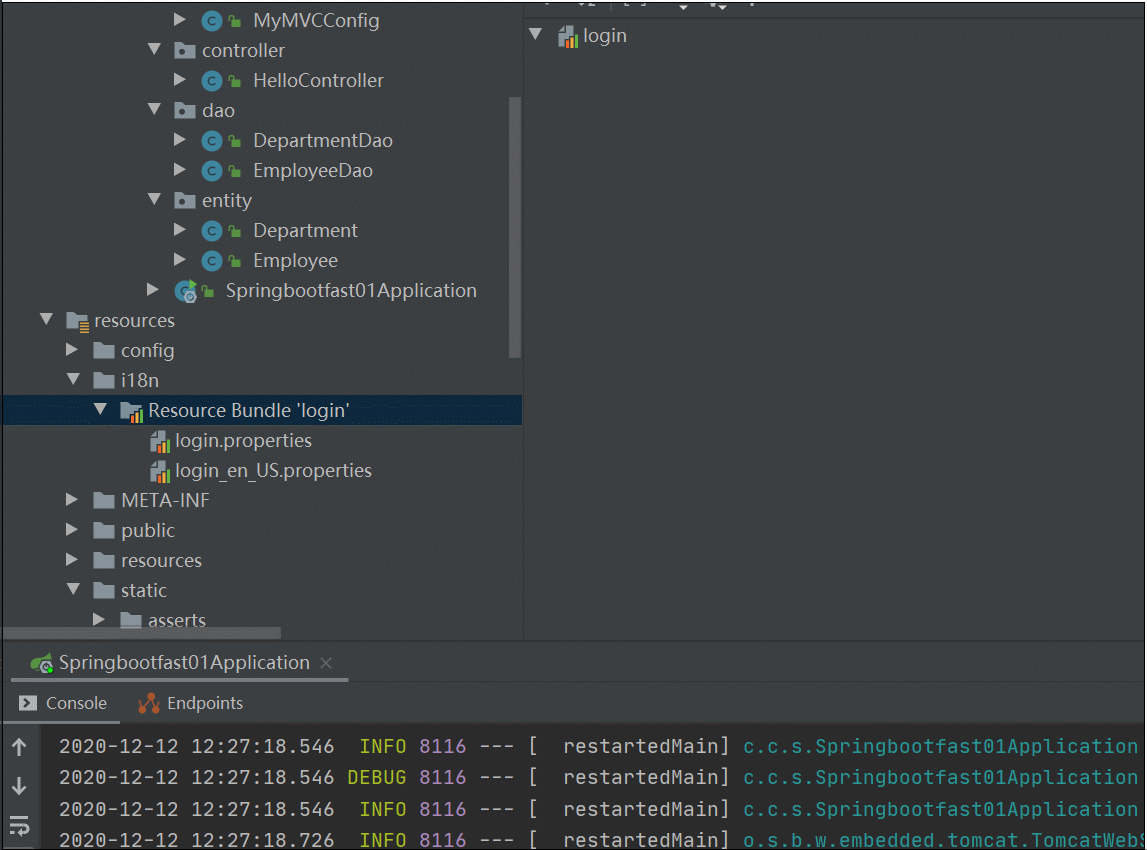 MyMVCConfig
controller
HelloController
dao
DepartmentDao
EmployeeDao
entity
Department
Employee
Springbootfast01Application
resources
config
i18n
Resource Bundle 'login'
login.properties
login_en_US.properties
META-INF
public
resources
static
asserts
login
Springbootfast01Application
Console Endpoints
2020-12-12 12:27:18.546 INFO 8116 --- [ restartedMain] c.c.s.Springbootfast01Application
2020-12-12 12:27:18.546 DEBUG 8116 --- [ restartedMain] c.c.s.Springbootfast01Application
2020-12-12 12:27:18.546 INFO 8116 --- [ restartedMain] c.c.s.Springbootfast01Application
2020-12-12 12:27:18.726 INFO 8116 --- [ restartedMain] o.s.b.w.embedded.tomcat.TomcatWebS